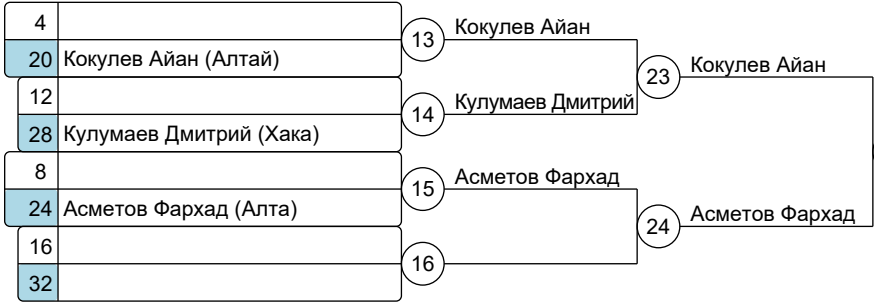 4
13
Кокулев Айан
20 Кокулев Айан (Алтай)
23
Кокулев Айан
12
14
Кулумаев Дмитрий
28 Кулумаев Дмитрий (Хака)
8
15
Асметов Фархад
24 Асметов Фархад (Алта)
24
Асметов Фархад
16
16
32